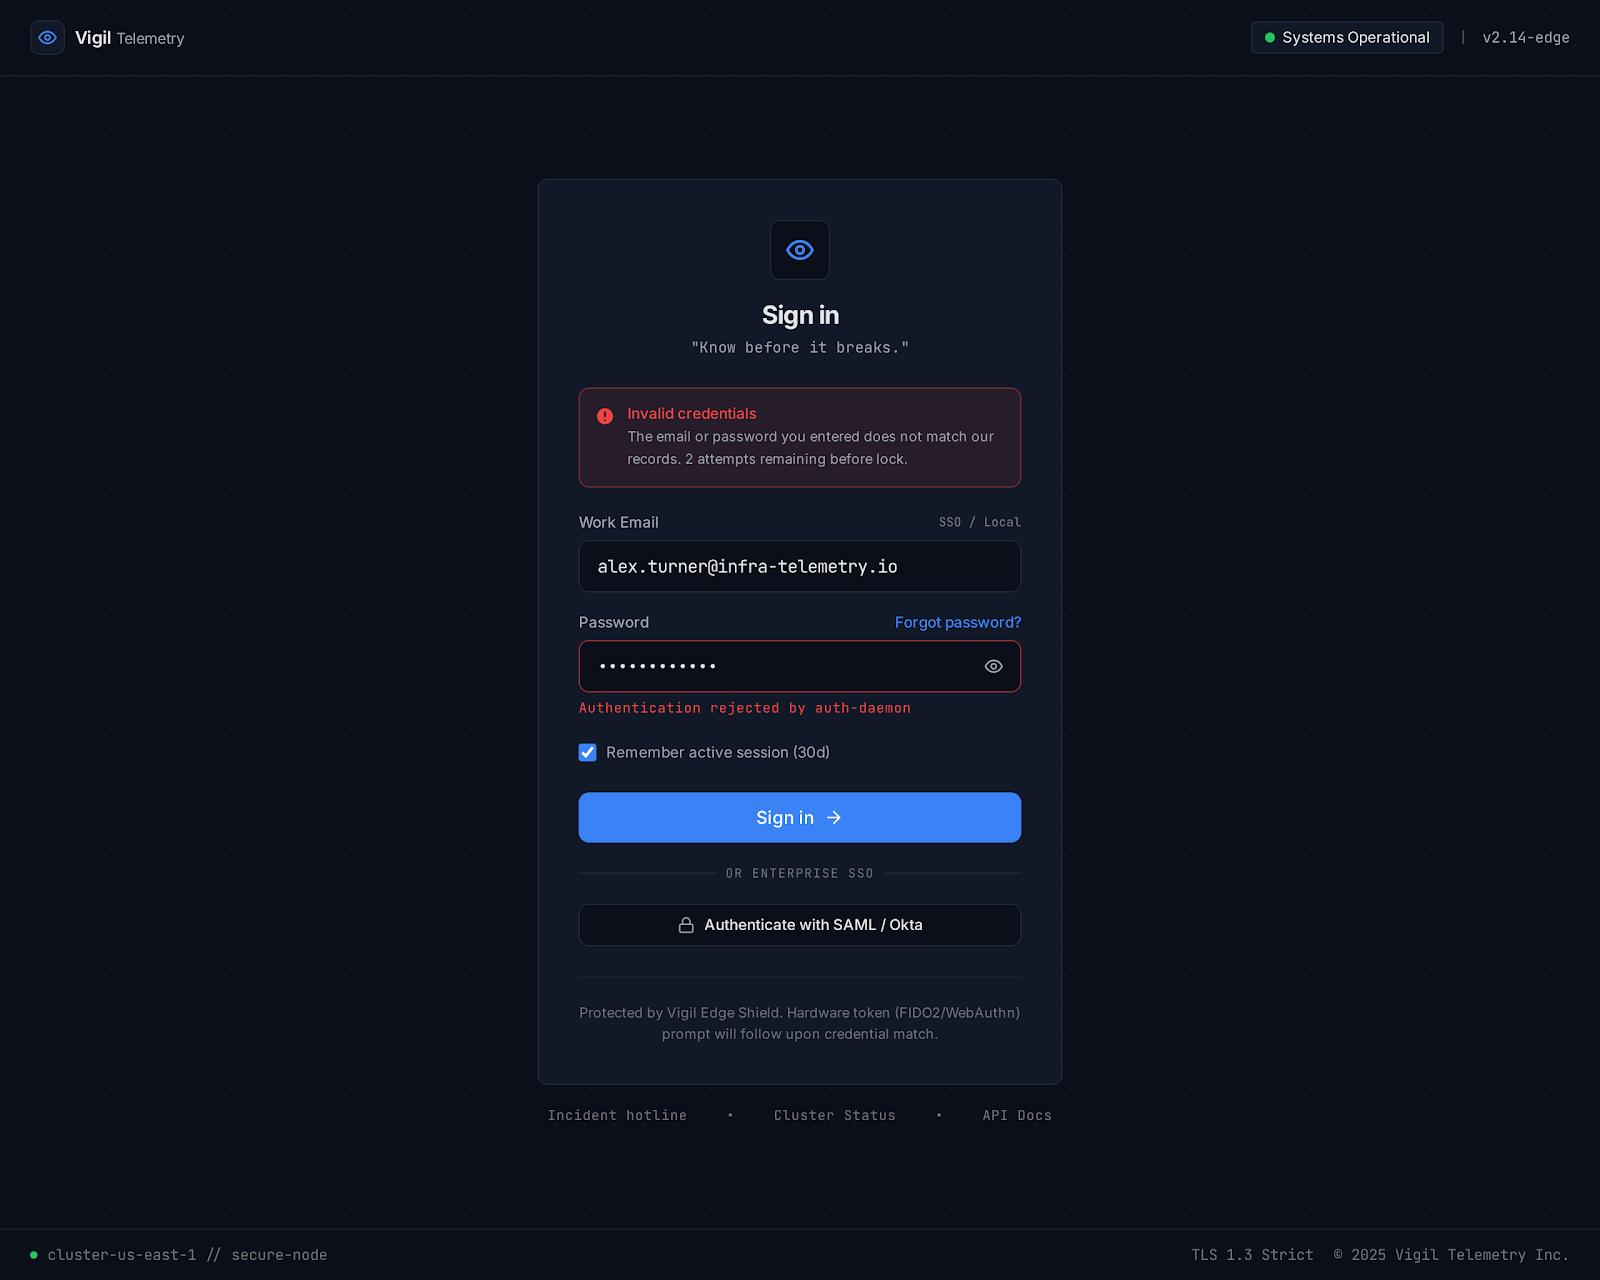 Vigil Telemetry
Systems Operational | v2.14-edge
Sign in
"Know before it breaks."
Invalid credentials
The email or password you entered does not match our
records. 2 attempts remaining before lock.
Work Email SSO / Local
alex.turner@infra-telemetry.io
Password Forgot password?
••••••••••••
Authentication rejected by auth-daemon
Remember active session (30d)
Sign in →
OR ENTERPRISE SSO
Authenticate with SAML / Okta
Protected by Vigil Edge Shield. Hardware token (FIDO2/WebAuthn)
prompt will follow upon credential match.
Incident hotline • Cluster Status • API Docs
cluster-us-east-1 // secure-node
TLS 1.3 Strict © 2025 Vigil Telemetry Inc.